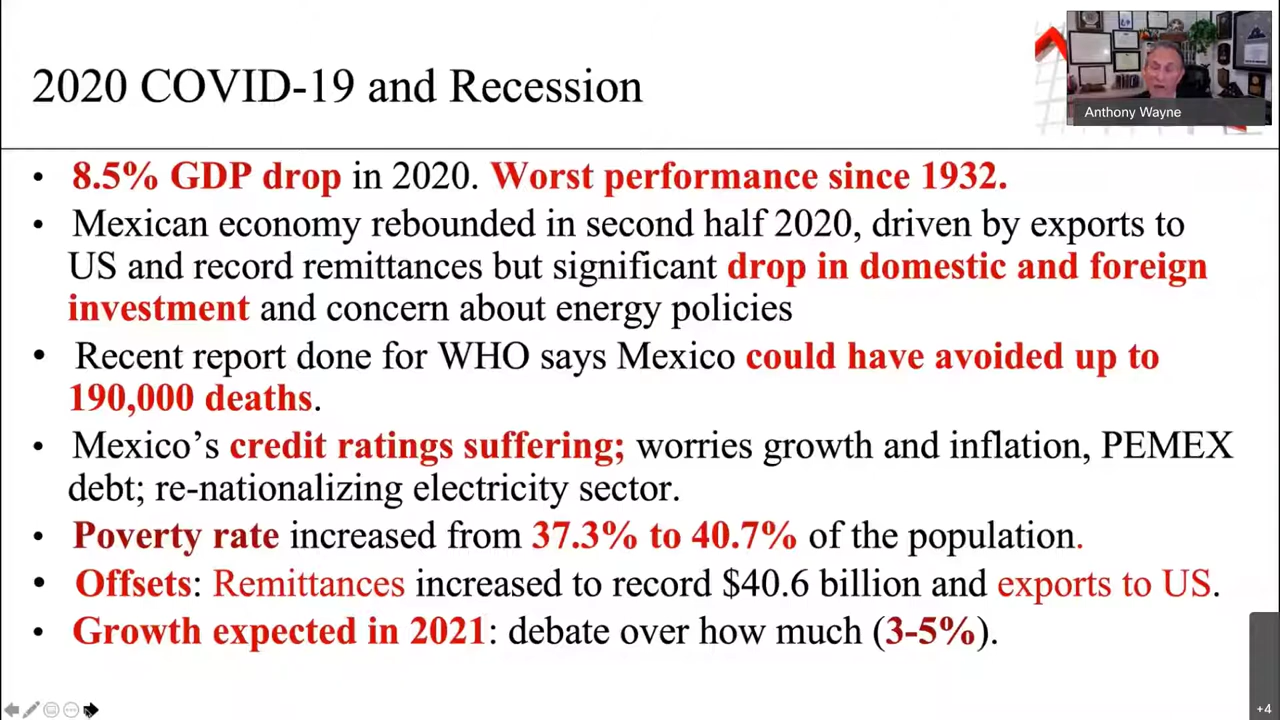 2020 COVID-19 and Recession
Anthony Wayne
• 8.5% GDP drop in 2020. Worst performance since 1932.
• Mexican economy rebounded in second half 2020, driven by exports to
US and record remittances but significant drop in domestic and foreign
investment and concern about energy policies
• Recent report done for WHO says Mexico could have avoided up to
190,000 deaths.
• Mexico’s credit ratings suffering; worries growth and inflation, PEMEX
debt; re-nationalizing electricity sector.
• Poverty rate increased from 37.3% to 40.7% of the population.
• Offsets: Remittances increased to record $40.6 billion and exports to US.
• Growth expected in 2021: debate over how much (3-5%).
+4